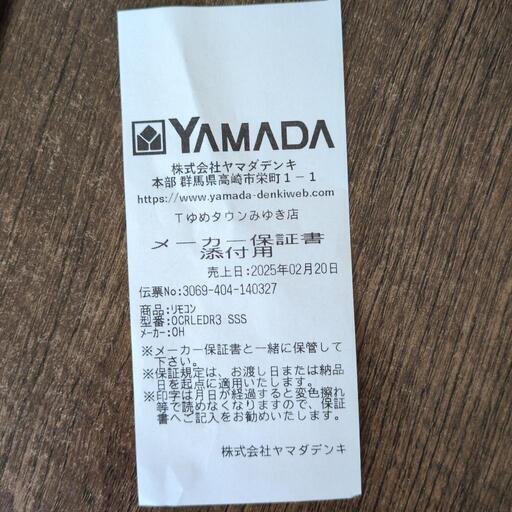 YAMADA
株式会社ヤマダデンキ
本部 群馬県高崎市栄町1-1
https://www.yamada-denkiweb.com
Tゆめタウンみゆき店
メーカー保証書
添付用
売上日:2025年02月20日
伝票No:3069-404-140327
商品:リモコン
型番:OCRLEDR3 SSS
メーカー:OH
※メーカー保証書と一緒に保管して
下さい。
※保証規定は、お渡し日または納品
日を起点に適用いたします。
※印字は月日が経過すると変色擦れ
等で読めなくなりますので、保証
書へご記入をお勧めいたします。
株式会社ヤマダデンキ